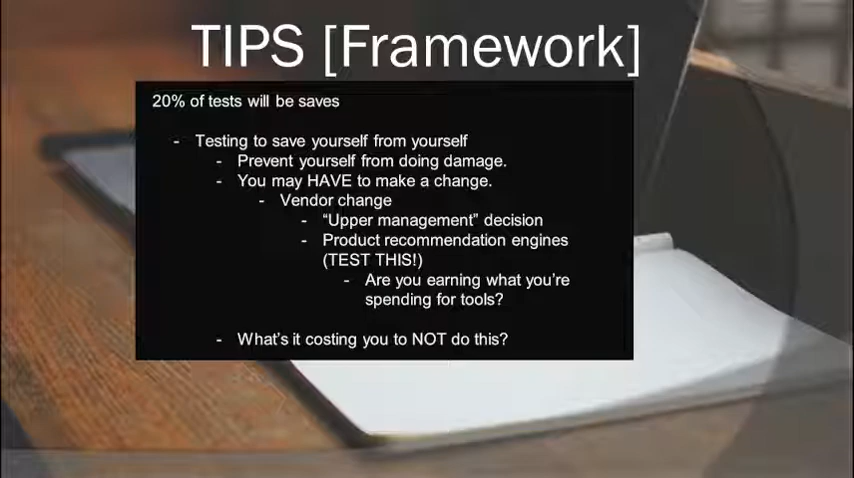 TIPS [Framework]
20% of tests will be saves
- Testing to save yourself from yourself
- Prevent yourself from doing damage.
- You may HAVE to make a change.
- Vendor change
- “Upper management” decision
- Product recommendation engines
(TEST THIS!)
- Are you earning what you're
spending for tools?
- What's it costing you to NOT do this?